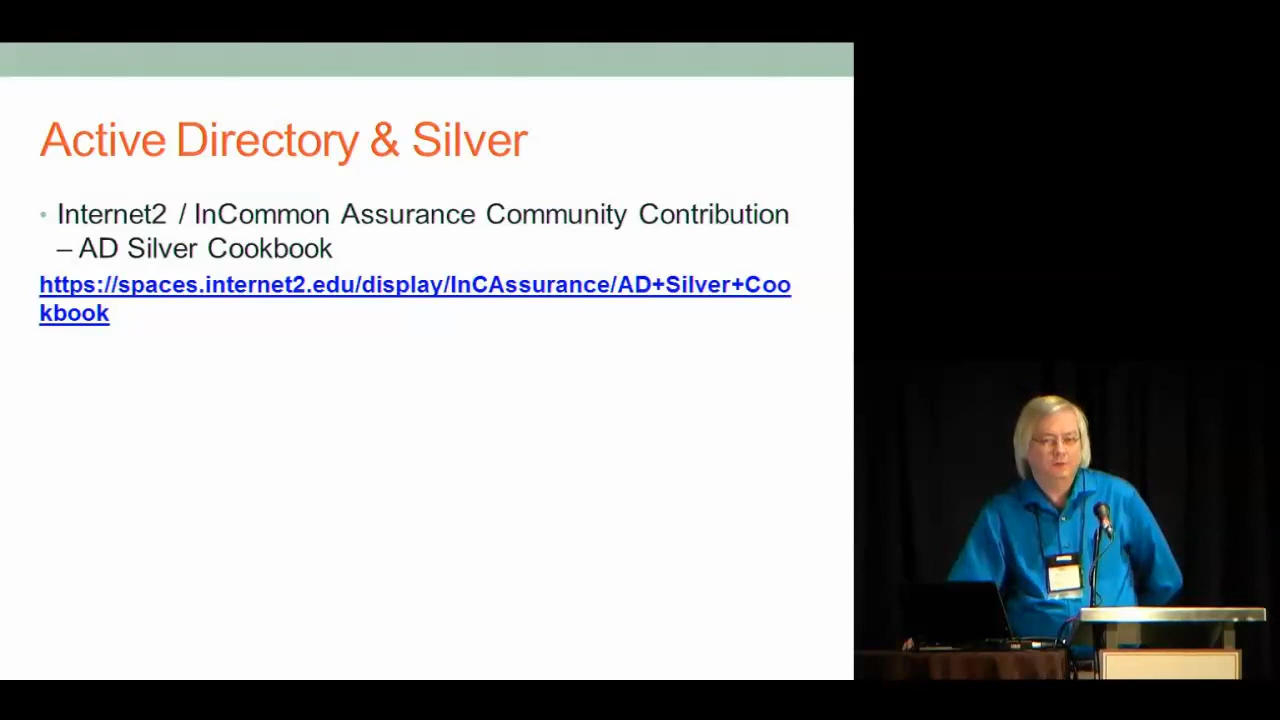 Active Directory & Silver
• Internet2 / InCommon Assurance Community Contribution
– AD Silver Cookbook
https://spaces.internet2.edu/display/InCAssurance/AD+Silver+Coo
kbook